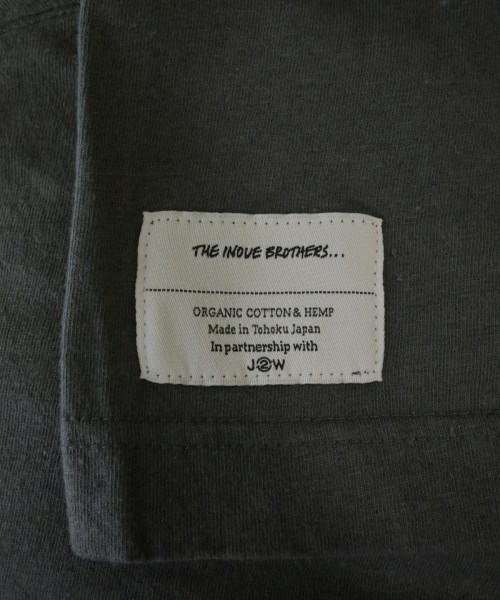 THE INOUE BROTHERS...
ORGANIC COTTON & HEMP
Made in Tohoku Japan
In partnership with
J②W